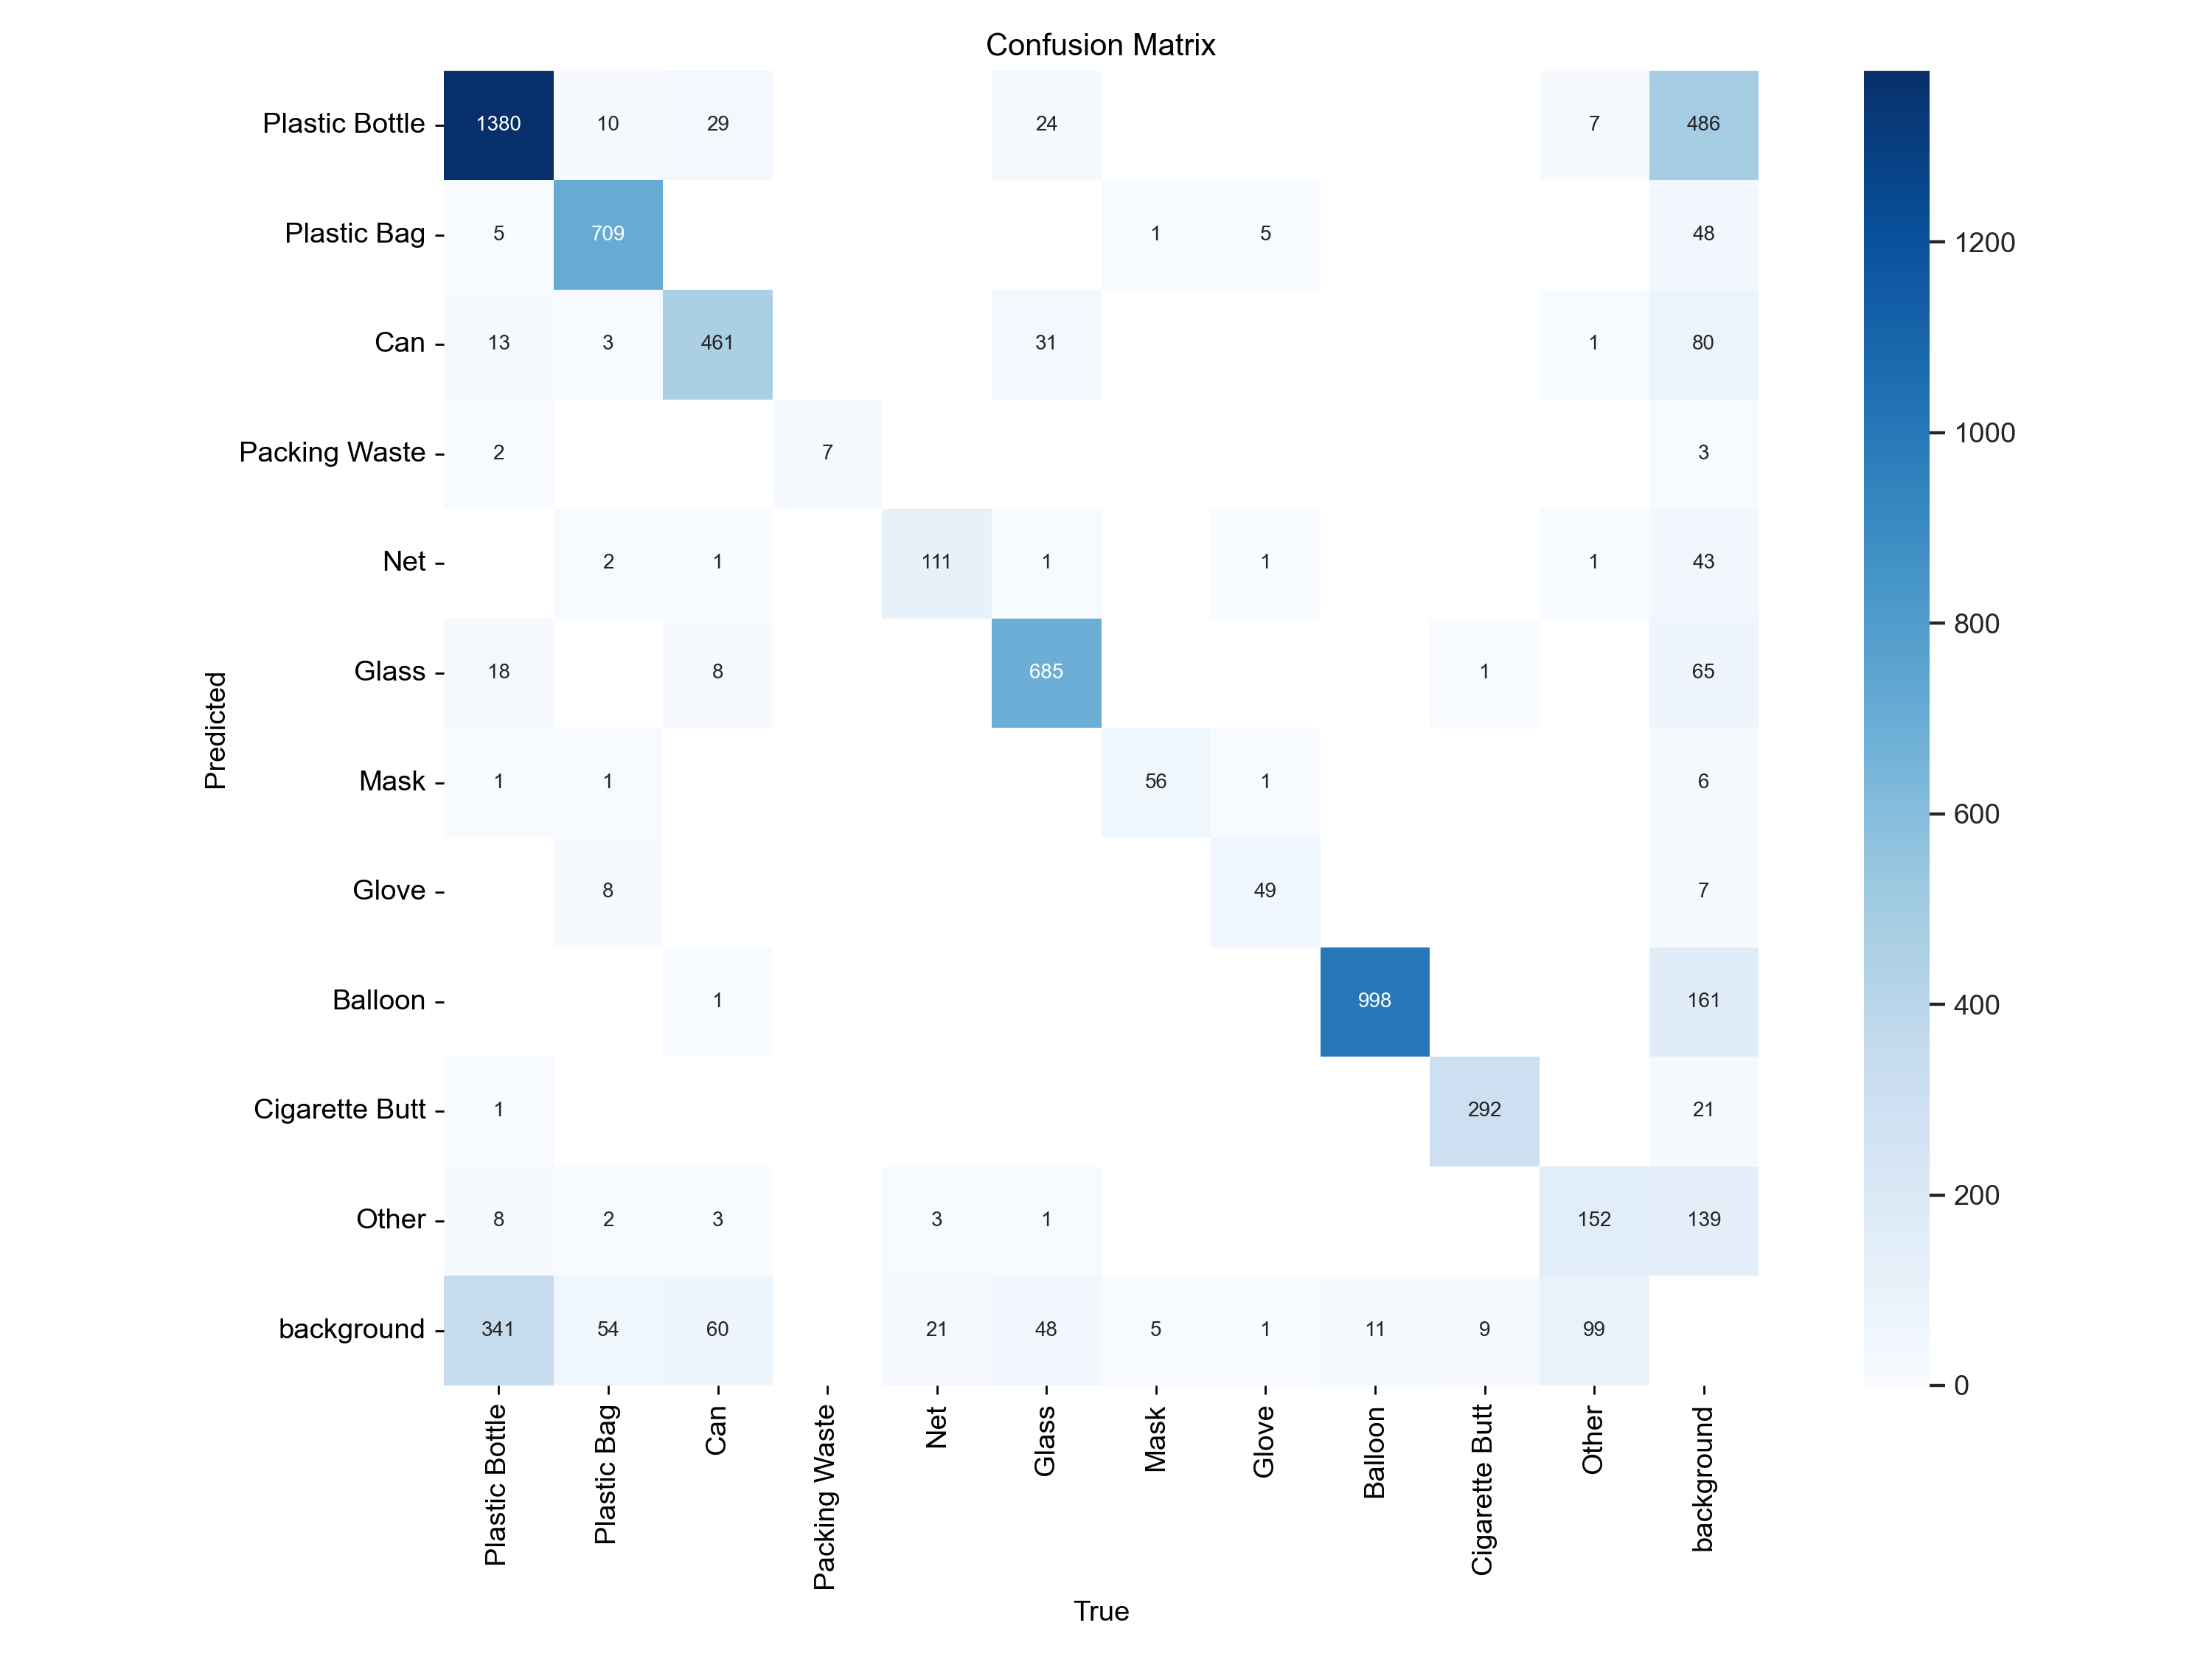 Confusion Matrix
Plastic Bottle 1380 10 29 24 7 486
Plastic Bag 5 709 1 5 48
Can 13 3 461 31 1 80
Packing Waste 2 7 3
Net 2 1 111 1 1 1 43
Glass 18 8 685 1 65
Mask 1 1 56 1 6
Glove 8 49 7
Balloon 1 998 161
Cigarette Butt 1 292 21
Other 8 2 3 3 1 152 139
background 341 54 60 21 48 5 1 11 9 99
Predicted
Plastic Bottle
Plastic Bag
Can
Packing Waste
Net
Glass
Mask
Glove
Balloon
Cigarette Butt
Other
background
True
1200
1000
800
600
400
200
0